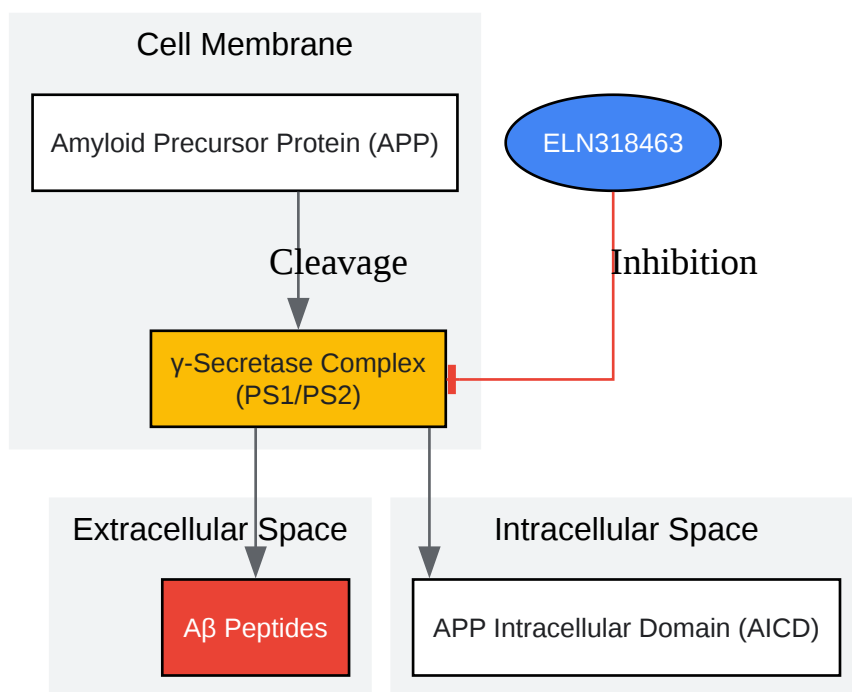 Cell Membrane
Amyloid Precursor Protein (APP)
ELN318463
Cleavage
Inhibition
γ-Secretase Complex
(PS1/PS2)
Extracellular Space
Intracellular Space
Aβ Peptides
APP Intracellular Domain (AICD)